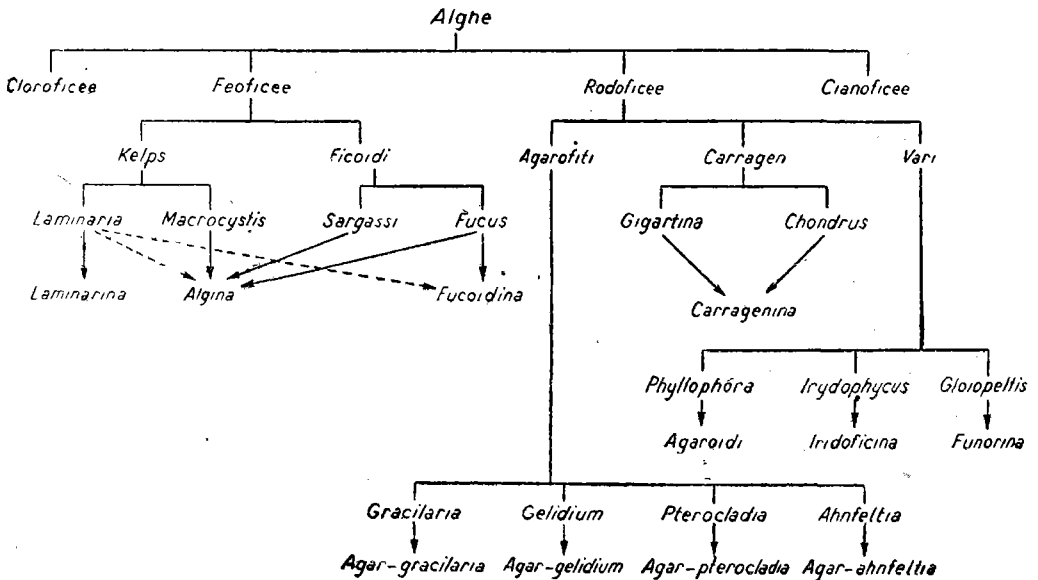 Alghe
Cloroficee Feoficee Rodoficee Cianoficee
Kelps Ficoidi Agarofiti Carragen Vari
Laminaria Macrocystis Sargassi Fucus Gigartina Chondrus
Laminarina Algina Fucoidina Carragenina
Phyllophóra Irydophycus Gloiopeltis
Agaroidi Iridoficina Funorina
Gracilaria Gelidium Pterocladia Ahnfeltia
Agar-gracilaria Agar-gelidium Agar-pterocladia Agar-ahnfeltia